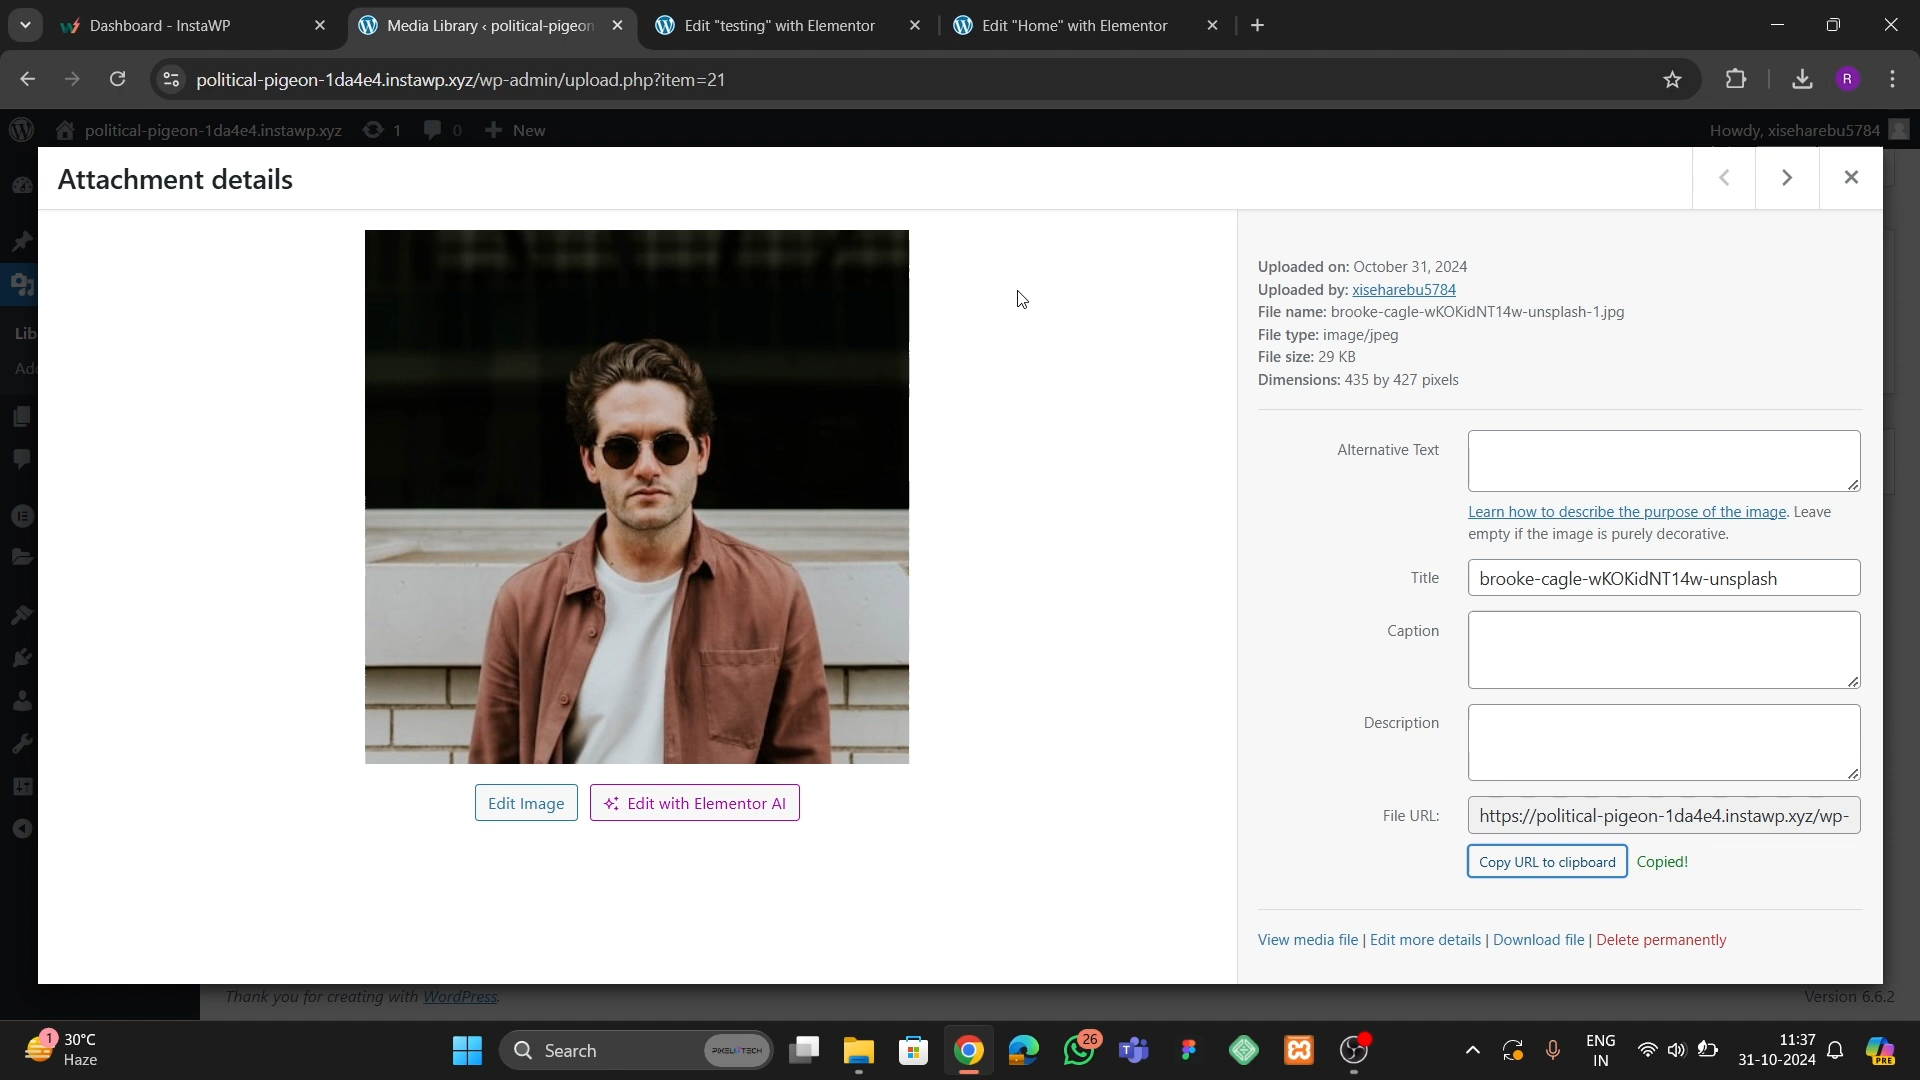 Dashboard - InstaWP
Media Library ‹ political-pigeon
Edit "testing" with Elementor
Edit "Home" with Elementor
political-pigeon-1da4e4.instawp.xyz/wp-admin/upload.php?item=21
R
political-pigeon-1da4e4.instawp.xyz
1
0
New
Howdy, xiseharebu5784
Attachment details
Lib
Add
Uploaded on: October 31, 2024
Uploaded by: xiseharebu5784
File name: brooke-cagle-wKOKidNT14w-unsplash-1.jpg
File type: image/jpeg
File size: 29 KB
Dimensions: 435 by 427 pixels
Alternative Text
Learn how to describe the purpose of the image. Leave
empty if the image is purely decorative.
Title
brooke-cagle-wKOKidNT14w-unsplash
Caption
Description
File URL:
https://political-pigeon-1da4e4.instawp.xyz/wp-
Copy URL to clipboard
Copied!
Edit Image
Edit with Elementor AI
View media file | Edit more details | Download file | Delete permanently
Thank you for creating with WordPress.
Version 6.6.2
1
30°C
Haze
Search
PIXELIOTECH
26
PRE
ENG
IN
11:37
31-10-2024